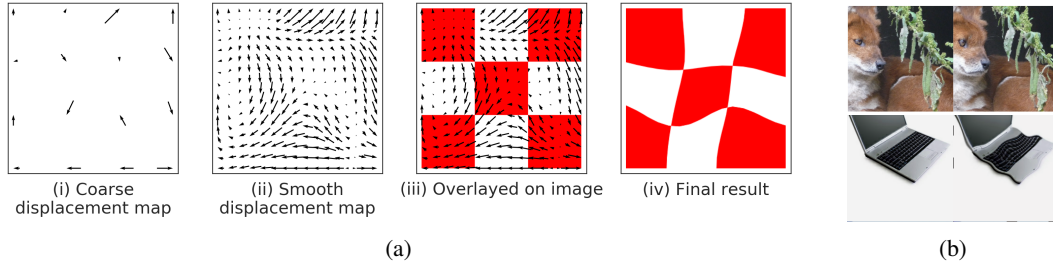 (i) Coarse
displacement map
(ii) Smooth
displacement map
(iii) Overlayed on image
(iv) Final result
(a)
(b)